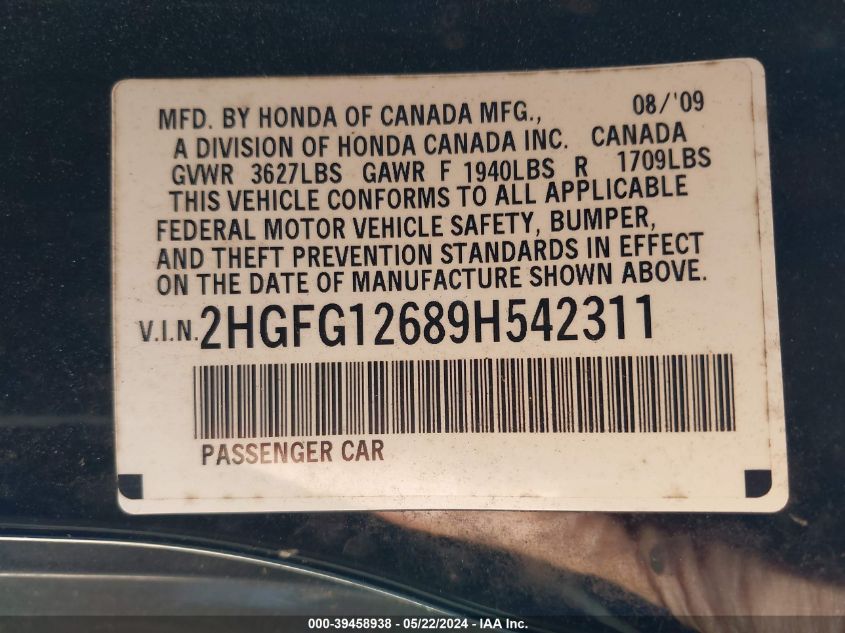 MFD. BY HONDA OF CANADA MFG., 08/'09
A DIVISION OF HONDA CANADA INC. CANADA
GVWR 3627LBS GAWR F 1940LBS R 1709LBS
THIS VEHICLE CONFORMS TO ALL APPLICABLE
FEDERAL MOTOR VEHICLE SAFETY, BUMPER,
AND THEFT PREVENTION STANDARDS IN EFFECT
ON THE DATE OF MANUFACTURE SHOWN ABOVE.
V.I.N. 2HGFG12689H542311
PASSENGER CAR
000-39458938 - 05/22/2024 - IAAI Inc.